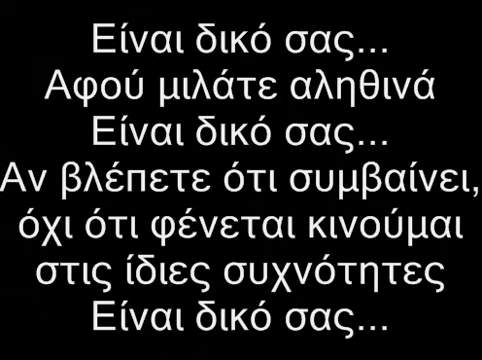 Είναι δικό σας...
Αφού μιλάτε αληθινά
Είναι δικό σας...
Αν βλέπετε ότι συμβαίνει,
όχι ότι φένεται κινούμαι
στις ίδιες συχνότητες
Είναι δικό σας...